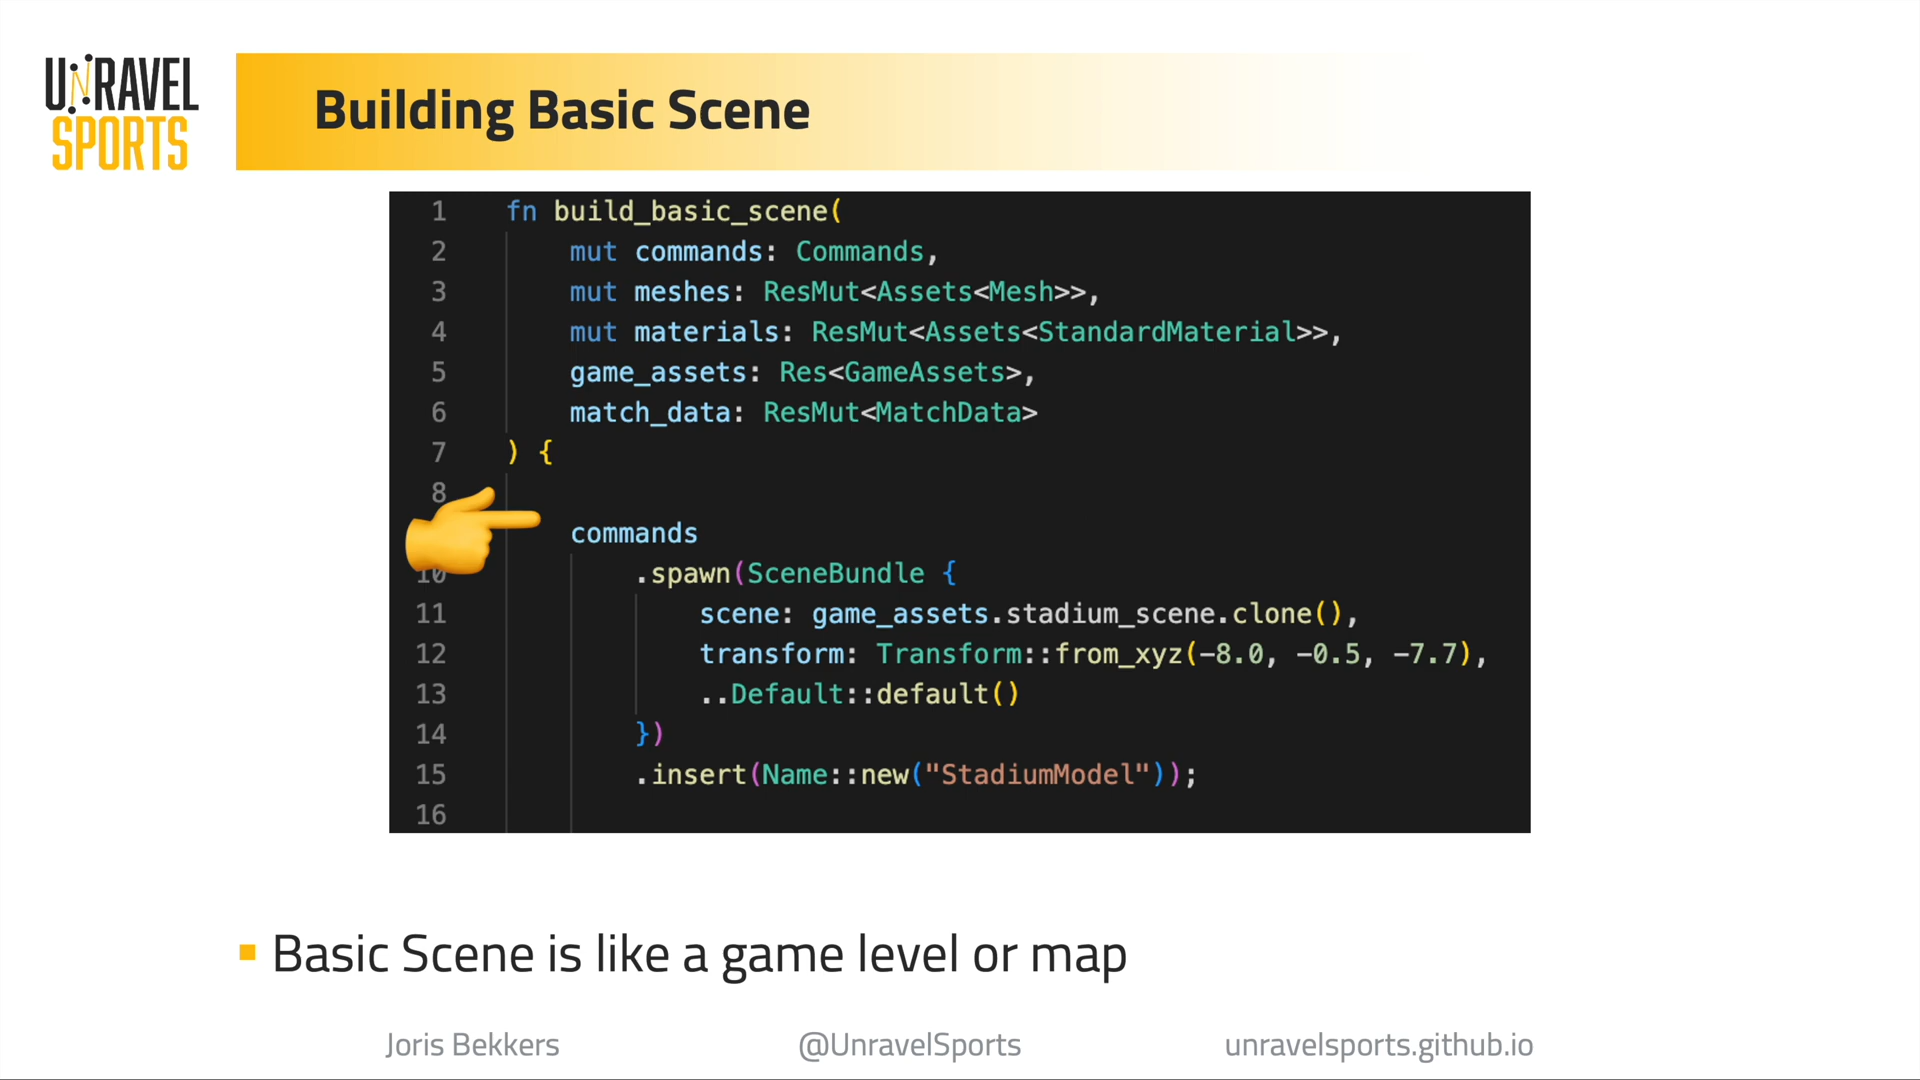 UNRAVEL
SPORTS
Building Basic Scene
1 fn build_basic_scene(
2 mut commands: Commands,
3 mut meshes: ResMut<Assets<Mesh>>,
4 mut materials: ResMut<Assets<StandardMaterial>>,
5 game_assets: Res<GameAssets>,
6 match_data: ResMut<MatchData>
7 ) {
8
commands
10 .spawn(SceneBundle {
11 scene: game_assets.stadium_scene.clone(),
12 transform: Transform::from_xyz(-8.0, -0.5, -7.7),
13 ..Default::default()
14 })
15 .insert(Name::new("StadiumModel"));
16
Basic Scene is like a game level or map
Joris Bekkers @UnravelSports unravelsports.github.io